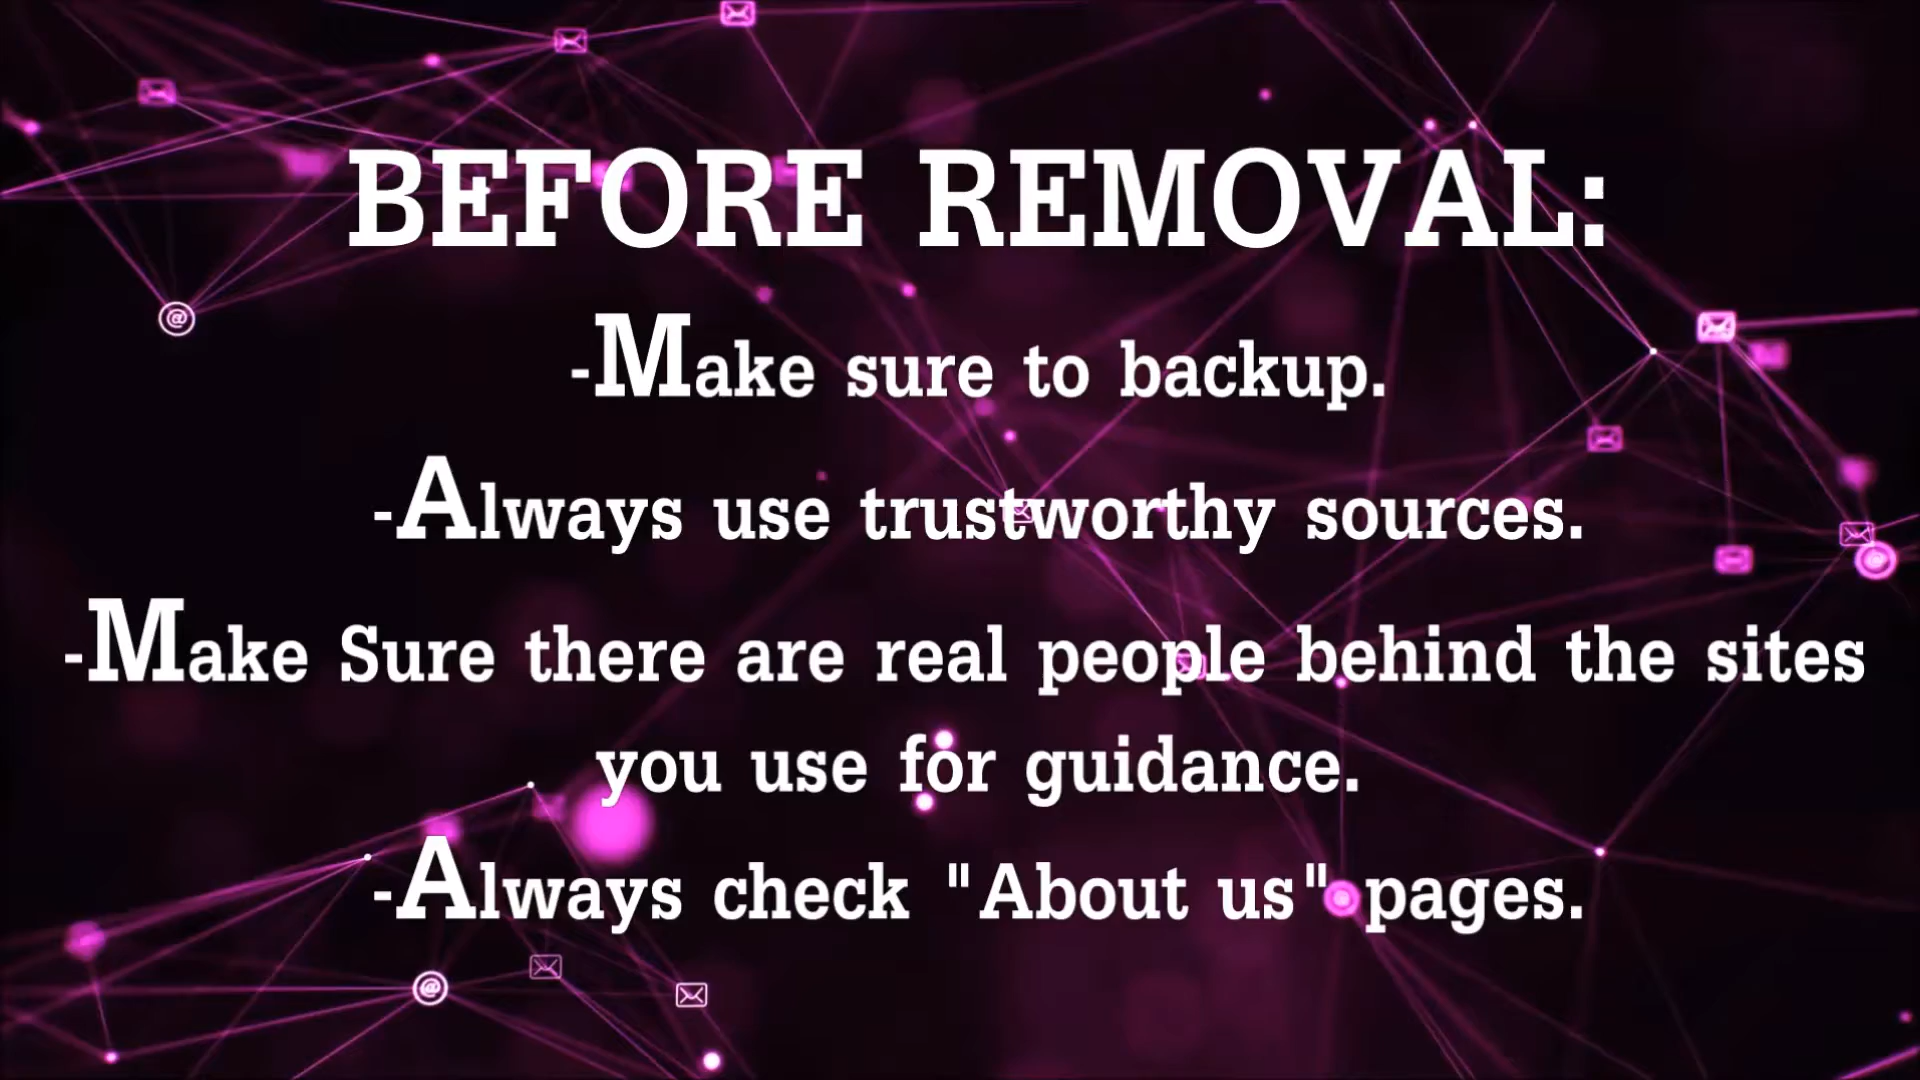 BEFORE REMOVAL:
-Make sure to backup.
-Always use trustworthy sources.
-Make Sure there are real people behind the sites
you use for guidance.
-Always check "About us" pages.